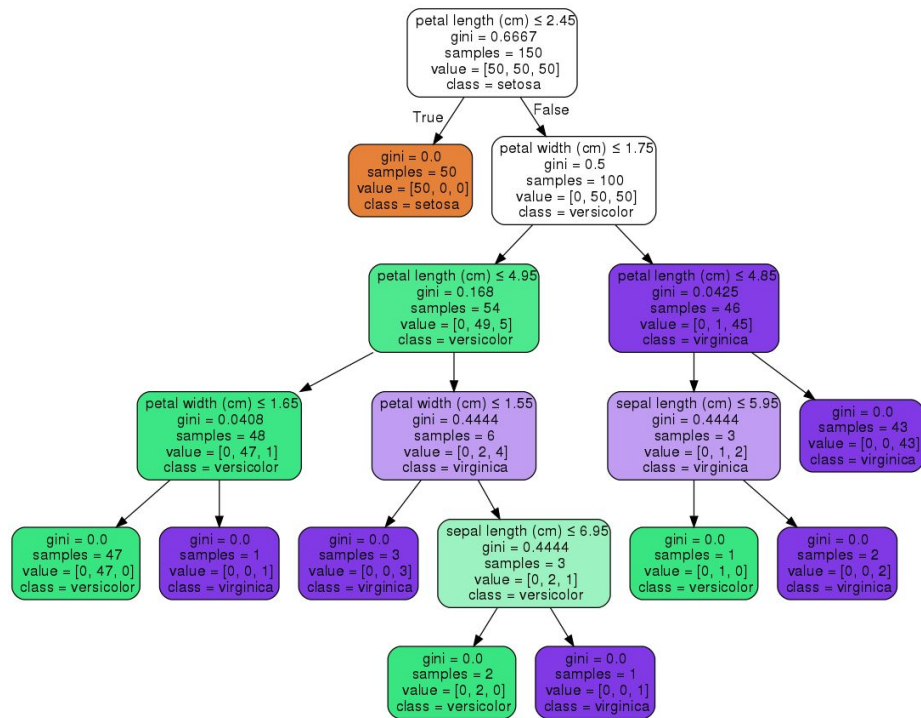 petal length (cm) ≤ 2.45
gini = 0.6667
samples = 150
value = [50, 50, 50]
class = setosa
True
False
gini = 0.0
samples = 50
value = [50, 0, 0]
class = setosa
petal width (cm) ≤ 1.75
gini = 0.5
samples = 100
value = [0, 50, 50]
class = versicolor
petal length (cm) ≤ 4.95
gini = 0.168
samples = 54
value = [0, 49, 5]
class = versicolor
petal length (cm) ≤ 4.85
gini = 0.0425
samples = 46
value = [0, 1, 45]
class = virginica
petal width (cm) ≤ 1.65
gini = 0.0408
samples = 48
value = [0, 47, 1]
class = versicolor
petal width (cm) ≤ 1.55
gini = 0.4444
samples = 6
value = [0, 2, 4]
class = virginica
sepal length (cm) ≤ 5.95
gini = 0.4444
samples = 3
value = [0, 1, 2]
class = virginica
gini = 0.0
samples = 43
value = [0, 0, 43]
class = virginica
gini = 0.0
samples = 47
value = [0, 47, 0]
class = versicolor
gini = 0.0
samples = 1
value = [0, 0, 1]
class = virginica
gini = 0.0
samples = 3
value = [0, 0, 3]
class = virginica
sepal length (cm) ≤ 6.95
gini = 0.4444
samples = 3
value = [0, 2, 1]
class = versicolor
gini = 0.0
samples = 1
value = [0, 1, 0]
class = versicolor
gini = 0.0
samples = 2
value = [0, 0, 2]
class = virginica
gini = 0.0
samples = 2
value = [0, 2, 0]
class = versicolor
gini = 0.0
samples = 1
value = [0, 0, 1]
class = virginica